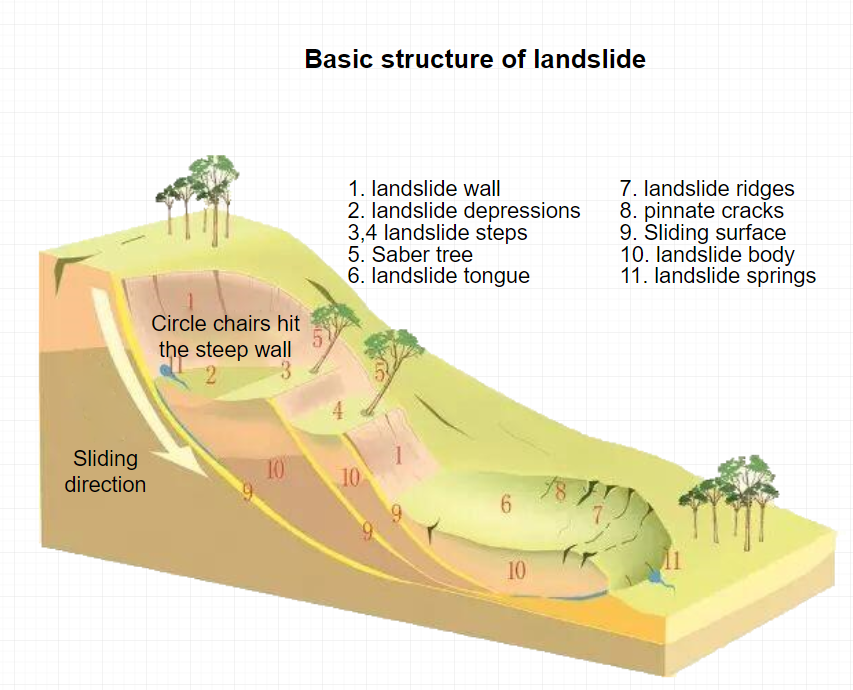 Basic structure of landslide
1. landslide wall
2. landslide depressions
3,4 landslide steps
5. Saber tree
6. landslide tongue
7. landslide ridges
8. pinnate cracks
9. Sliding surface
10. landslide body
11. landslide springs
1
Circle chairs hit
the steep wall
5
11
2
3
5
4
Sliding
direction
1
10
10
9
9
9
6
8
7
10
11